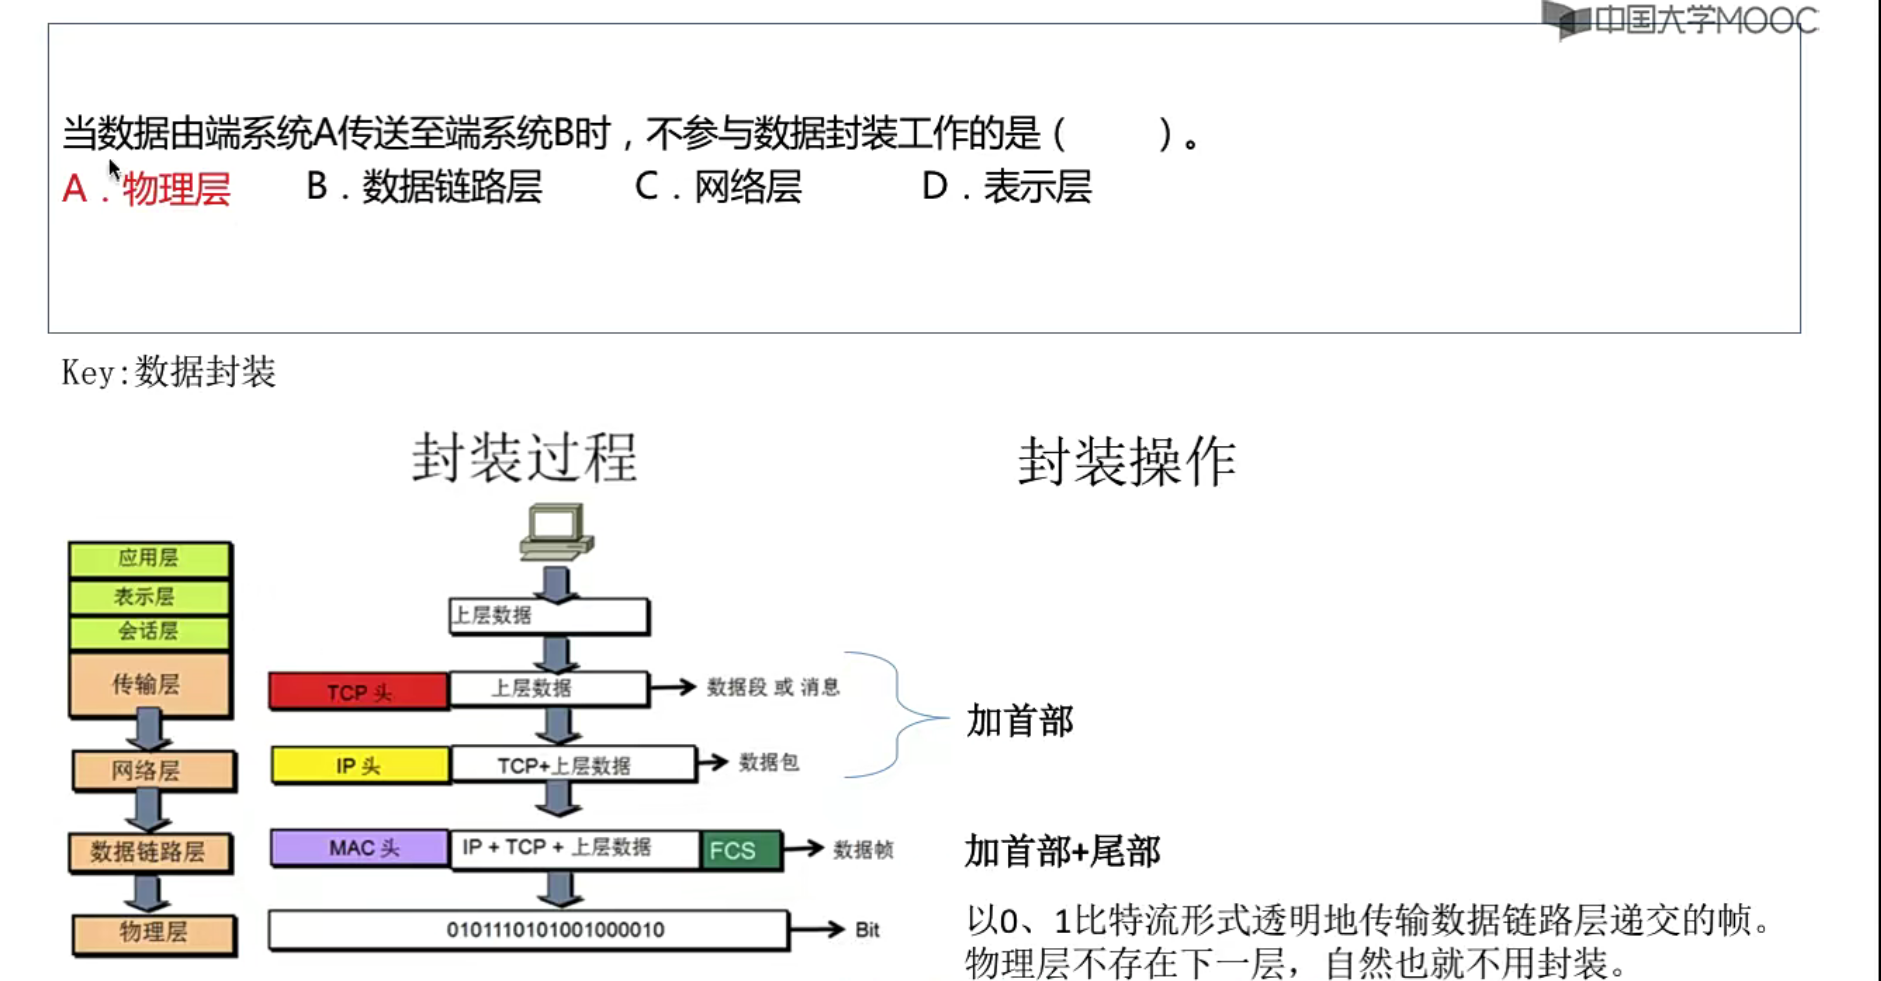 中国大学MOOC
当数据由端系统A传送至端系统B时，不参与数据封装工作的是（　　）。
A．物理层 B．数据链路层 C．网络层 D．表示层
Key:数据封装
封装过程 封装操作
应用层
表示层
会话层
传输层
网络层
数据链路层
物理层
上层数据
TCP 头 上层数据 数据段 或 消息
IP 头 TCP+上层数据 数据包
MAC 头 IP + TCP + 上层数据 FCS 数据帧
0101110101001000010 Bit
加首部
加首部+尾部
以0、1比特流形式透明地传输数据链路层递交的帧。
物理层不存在下一层，自然也就不用封装。